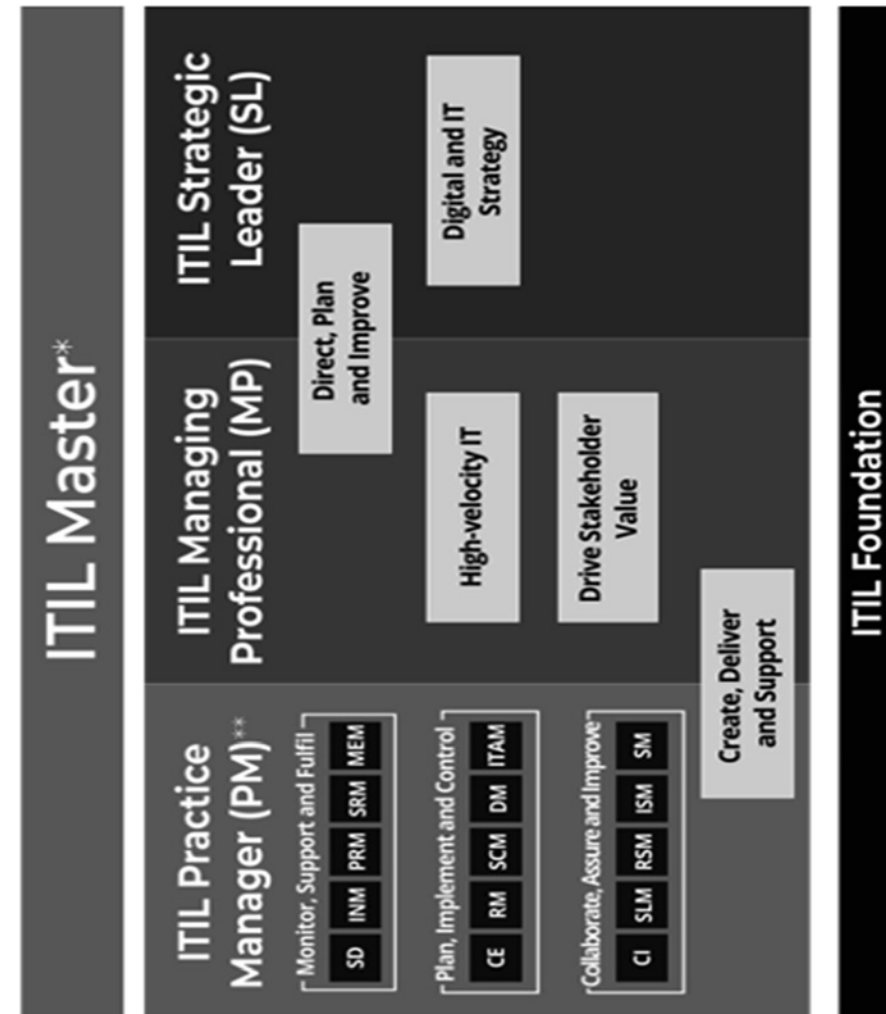 ITIL Master*
ITIL Practice
Manager (PM)**
Monitor, Support and Fulfil
SD INM PRM SRM MEM
Plan, Implement and Control
CE RM SCM DM ITAM
Collaborate, Assure and Improve
CI SLM RSM ISM SM
ITIL Managing
Professional (MP)
ITIL Strategic
Leader (SL)
Direct, Plan
and Improve
High-velocity IT
Digital and IT
Strategy
Drive Stakeholder
Value
Create, Deliver
and Support
ITIL Foundation